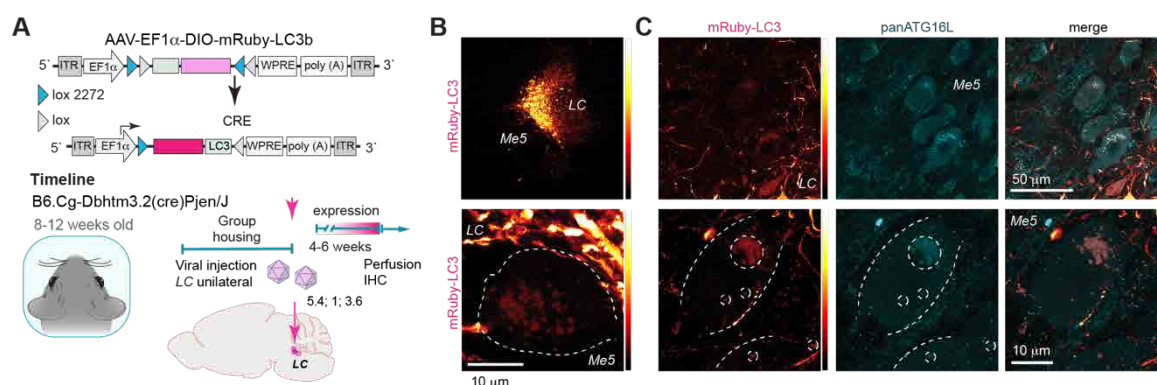 A
AAV-EF1α-DIO-mRuby-LC3b
5` ITR EF1α WPRE poly (A) ITR 3`
lox 2272
lox
CRE
5` ITR EF1α LC3 WPRE poly (A) ITR 3`
Timeline
B6.Cg-Dbhtm3.2(cre)Pjen/J
8-12 weeks old
Group
housing
expression
4-6 weeks
Viral injection
LC unilateral
Perfusion
IHC
5.4; 1; 3.6
LC
B
mRuby-LC3
LC
Me5
mRuby-LC3
LC
Me5
10 μm
C
mRuby-LC3
panATG16L
merge
LC
Me5
50 μm
Me5
10 μm